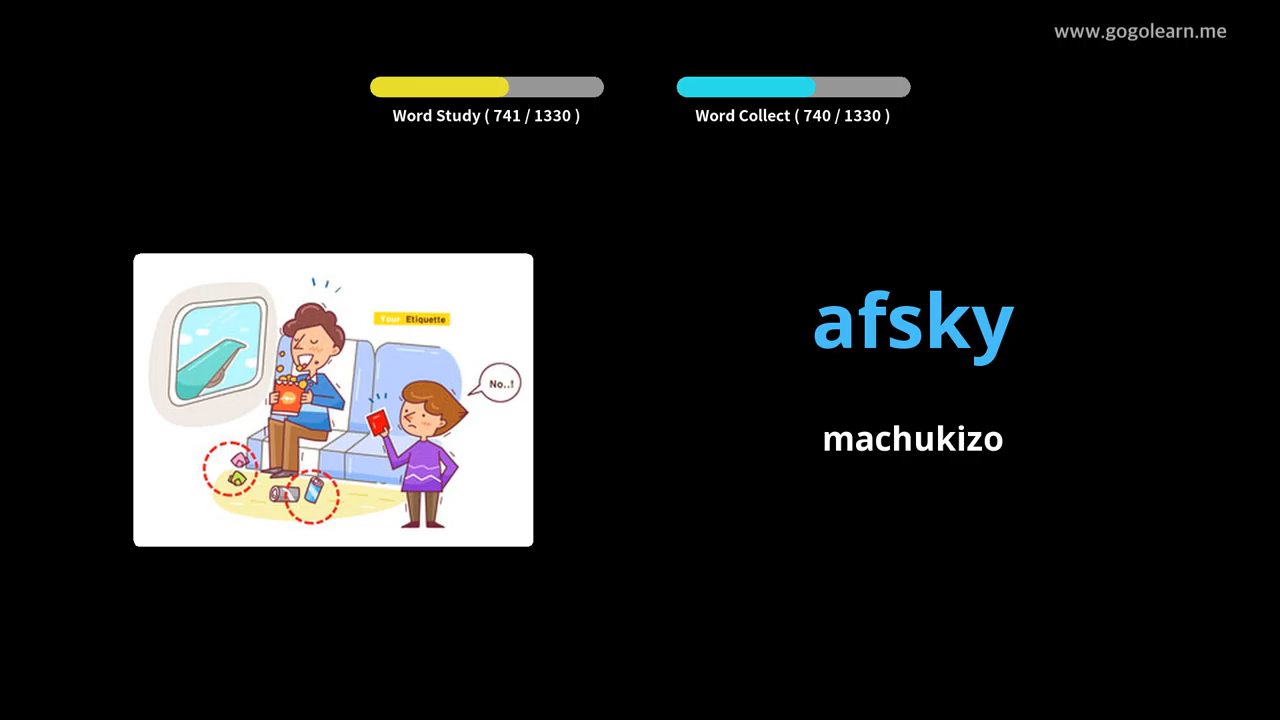 www.gogolearn.me
Word Study ( 741 / 1330 )
Word Collect ( 740 / 1330 )
Your Etiquette
No..!
afsky
machukizo